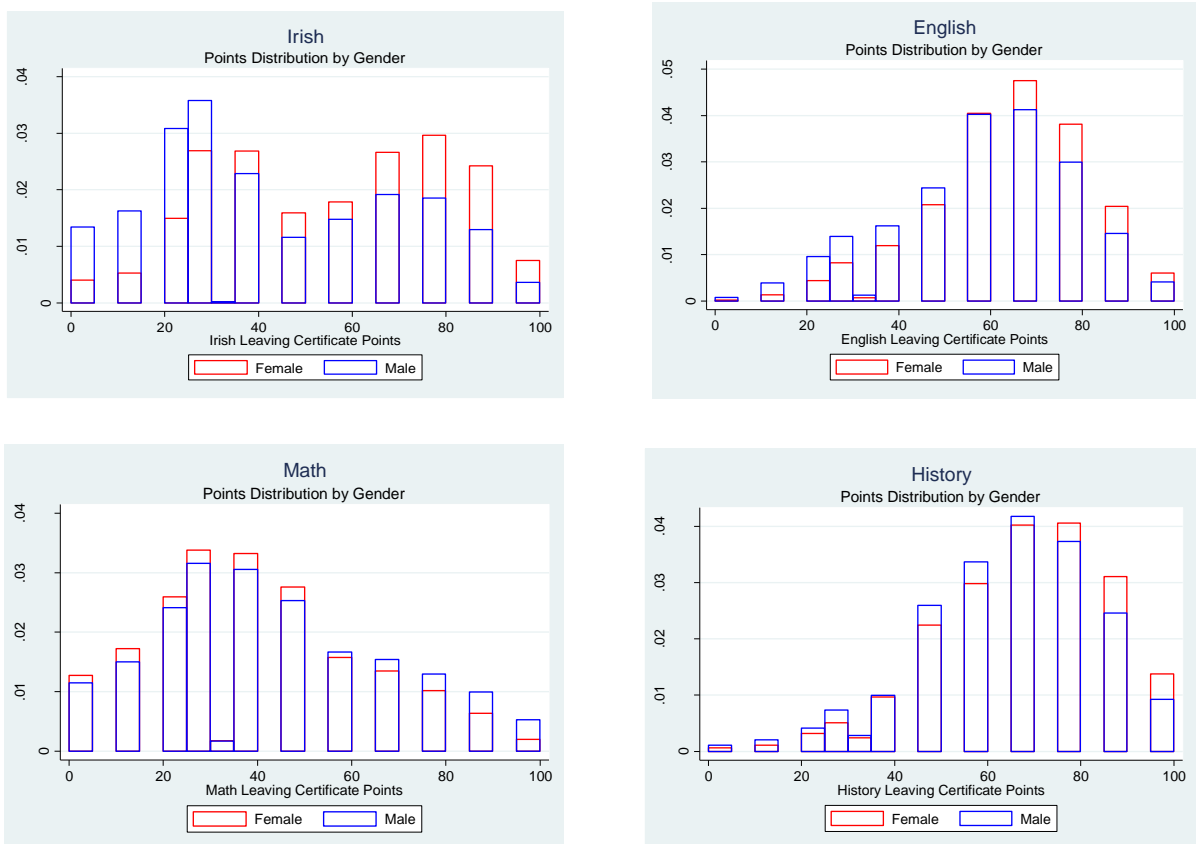 Irish
Points Distribution by Gender
.04
.03
.02
.01
0
0 20 40 60 80 100
Irish Leaving Certificate Points
Female Male
English
Points Distribution by Gender
.05
.04
.03
.02
.01
0
0 20 40 60 80 100
English Leaving Certificate Points
Female Male
Math
Points Distribution by Gender
.04
.03
.02
.01
0
0 20 40 60 80 100
Math Leaving Certificate Points
Female Male
History
Points Distribution by Gender
.04
.03
.02
.01
0
0 20 40 60 80 100
History Leaving Certificate Points
Female Male